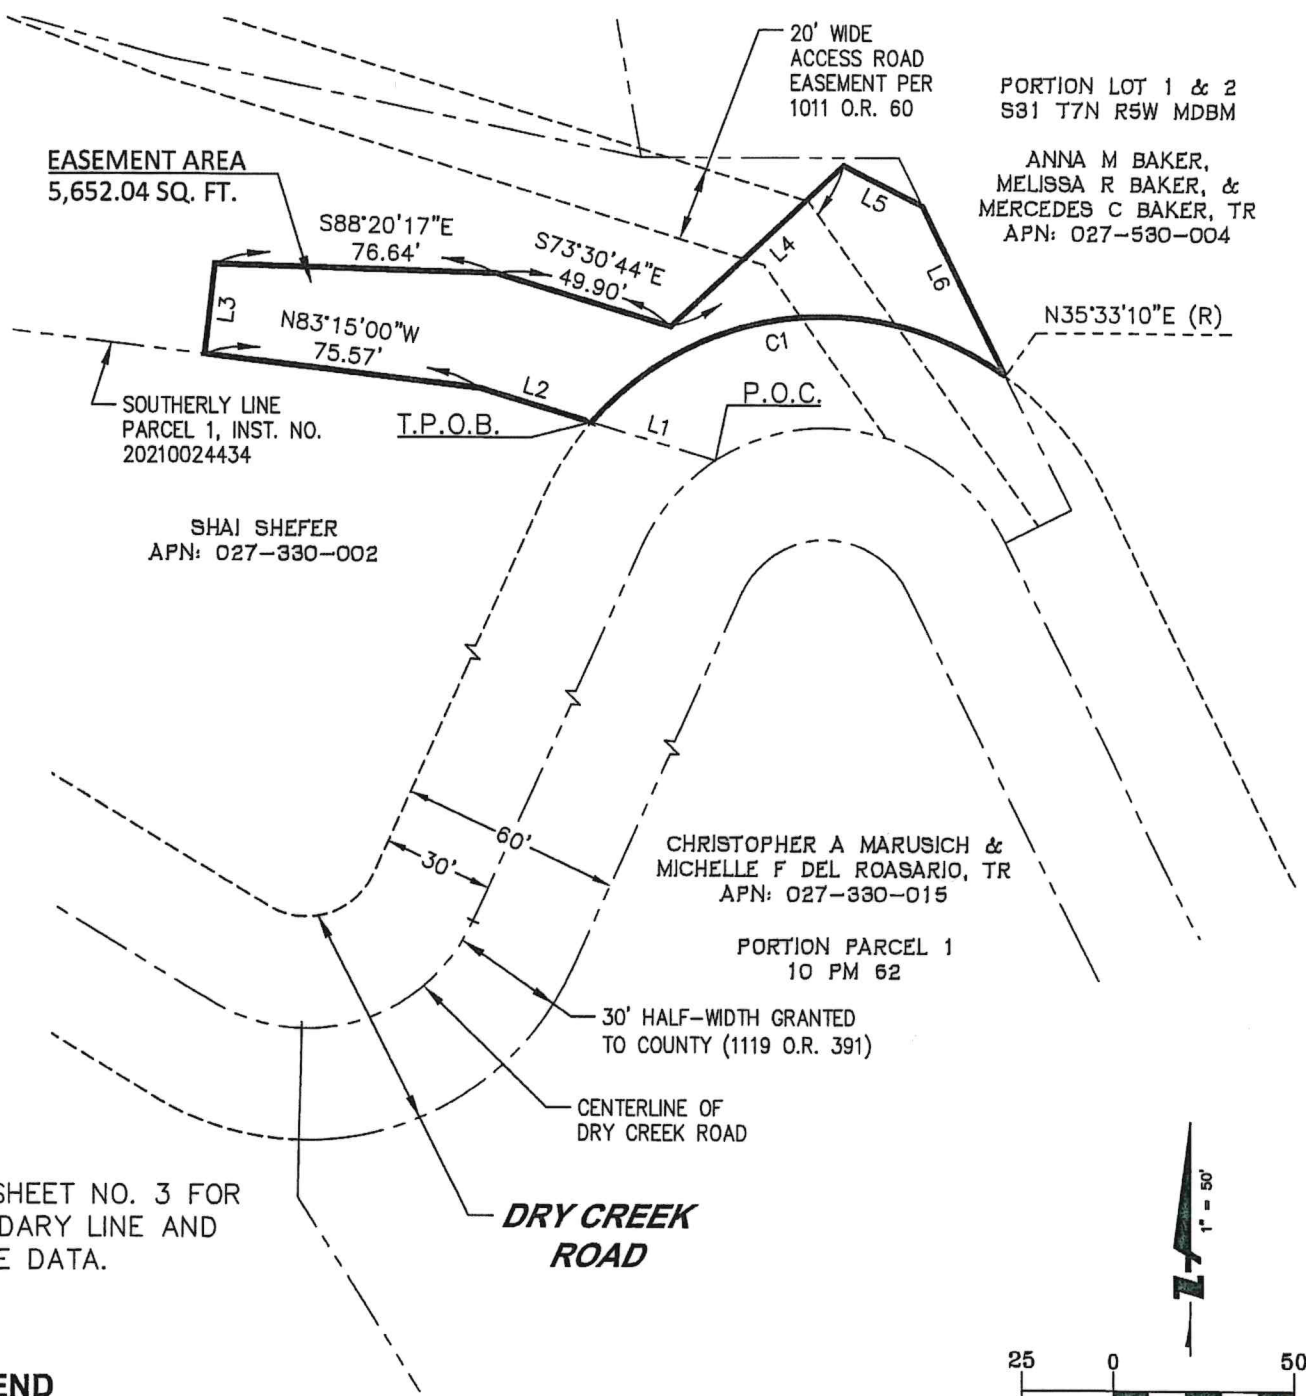 20' WIDE
ACCESS ROAD
EASEMENT PER
1011 O.R. 60
PORTION LOT 1 & 2
S31 T7N R5W MDBM
ANNA M BAKER,
MELISSA R BAKER, &
MERCEDES C BAKER, TR
APN: 027-530-004
EASEMENT AREA
5,652.04 SQ. FT.
S88°20'17"E
76.64'
S73°30'44"E
49.90'
L5
L4
L6
L3
N83°15'00"W
75.57'
N35°33'10"E (R)
C1
L2
P.O.C.
L1
T.P.O.B.
SOUTHERLY LINE
PARCEL 1, INST. NO.
20210024434
SHAI SHEFER
APN: 027-330-002
60'
30'
CHRISTOPHER A MARUSICH &
MICHELLE F DEL ROASARIO, TR
APN: 027-330-015
PORTION PARCEL 1
10 PM 62
30' HALF-WIDTH GRANTED
TO COUNTY (1119 O.R. 391)
CENTERLINE OF
DRY CREEK ROAD
SHEET NO. 3 FOR
DARY LINE AND
E DATA.
DRY CREEK
ROAD
1" = 50'
N
25 0 50
END